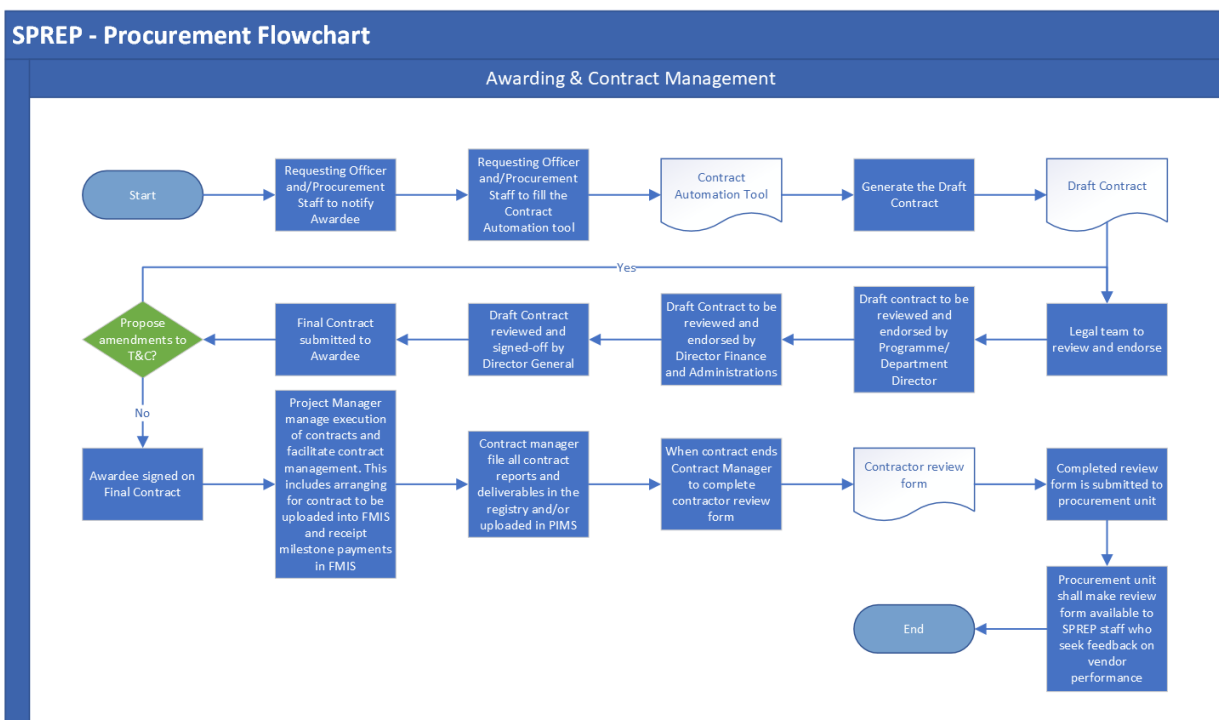 SPREP - Procurement Flowchart
Awarding & Contract Management
Start
Requesting Officer
and/Procurement
Staff to notify
Awardee
Requesting Officer
and/Procurement
Staff to fill the
Contract
Automation tool
Contract
Automation Tool
Generate the Draft
Contract
Draft Contract
Yes
Legal team to
review and endorse
Draft contract to be
reviewed and
endorsed by
Programme/
Department
Director
Draft Contract to be
reviewed and
endorsed by
Director Finance
and Administrations
Draft Contract
reviewed and
signed-off by
Director General
Final Contract
submitted to
Awardee
Propose
amendments to
T&C?
No
Awardee signed on
Final Contract
Project Manager
manage execution
of contracts and
facilitate contract
management. This
includes arranging
for contract to be
uploaded into FMIS
and receipt
milestone payments
in FMIS
Contract manager
file all contract
reports and
deliverables in the
registry and/or
uploaded in PIMS
When contract ends
Contract Manager
to complete
contractor review
form
Contractor review
form
Completed review
form is submitted to
procurement unit
Procurement unit
shall make review
form available to
SPREP staff who
seek feedback on
vendor
performance
End